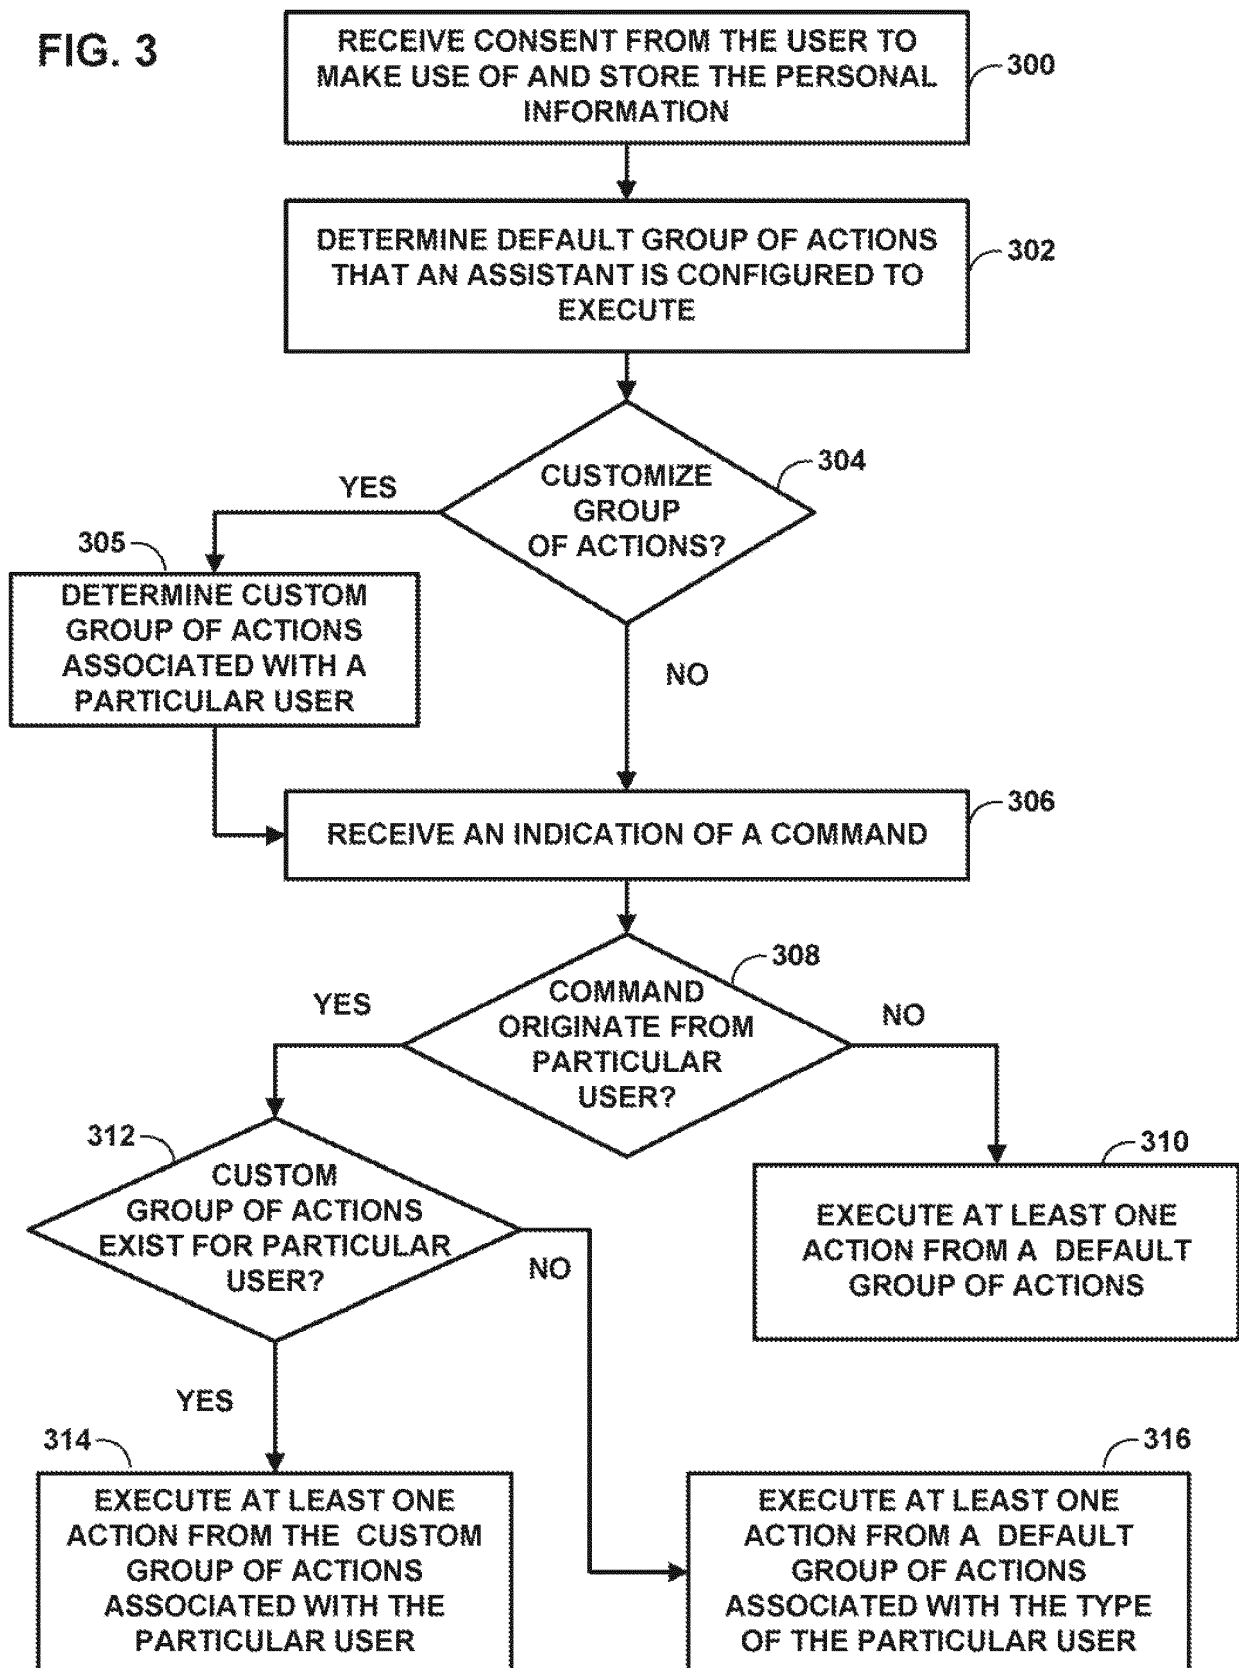 FIG. 3
RECEIVE CONSENT FROM THE USER TO
MAKE USE OF AND STORE THE PERSONAL
INFORMATION
300
DETERMINE DEFAULT GROUP OF ACTIONS
THAT AN ASSISTANT IS CONFIGURED TO
EXECUTE
302
CUSTOMIZE
GROUP
OF ACTIONS?
304
YES
305
DETERMINE CUSTOM
GROUP OF ACTIONS
ASSOCIATED WITH A
PARTICULAR USER
NO
RECEIVE AN INDICATION OF A COMMAND
306
COMMAND
ORIGINATE FROM
PARTICULAR
USER?
308
YES
NO
312
CUSTOM
GROUP OF ACTIONS
EXIST FOR PARTICULAR
USER?
NO
310
EXECUTE AT LEAST ONE
ACTION FROM A DEFAULT
GROUP OF ACTIONS
YES
314
EXECUTE AT LEAST ONE
ACTION FROM THE CUSTOM
GROUP OF ACTIONS
ASSOCIATED WITH THE
PARTICULAR USER
316
EXECUTE AT LEAST ONE
ACTION FROM A DEFAULT
GROUP OF ACTIONS
ASSOCIATED WITH THE TYPE
OF THE PARTICULAR USER